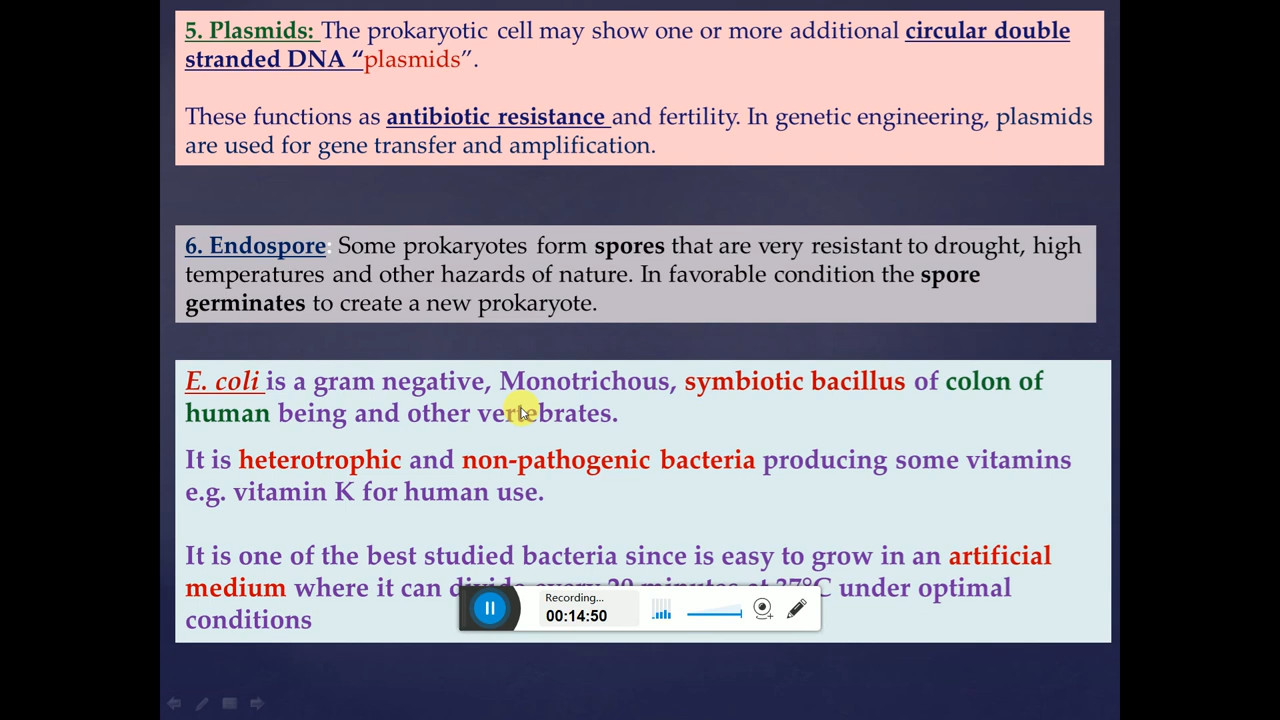 5. Plasmids: The prokaryotic cell may show one or more additional circular double
stranded DNA “plasmids”.
These functions as antibiotic resistance and fertility. In genetic engineering, plasmids
are used for gene transfer and amplification.
6. Endospore: Some prokaryotes form spores that are very resistant to drought, high
temperatures and other hazards of nature. In favorable condition the spore
germinates to create a new prokaryote.
E. coli is a gram negative, Monotrichous, symbiotic bacillus of colon of
human being and other vertebrates.
It is heterotrophic and non-pathogenic bacteria producing some vitamins
e.g. vitamin K for human use.
It is one of the best studied bacteria since is easy to grow in an artificial
medium where it can divide every 20 minutes at 37°C under optimal
conditions
Recording...
00:14:50